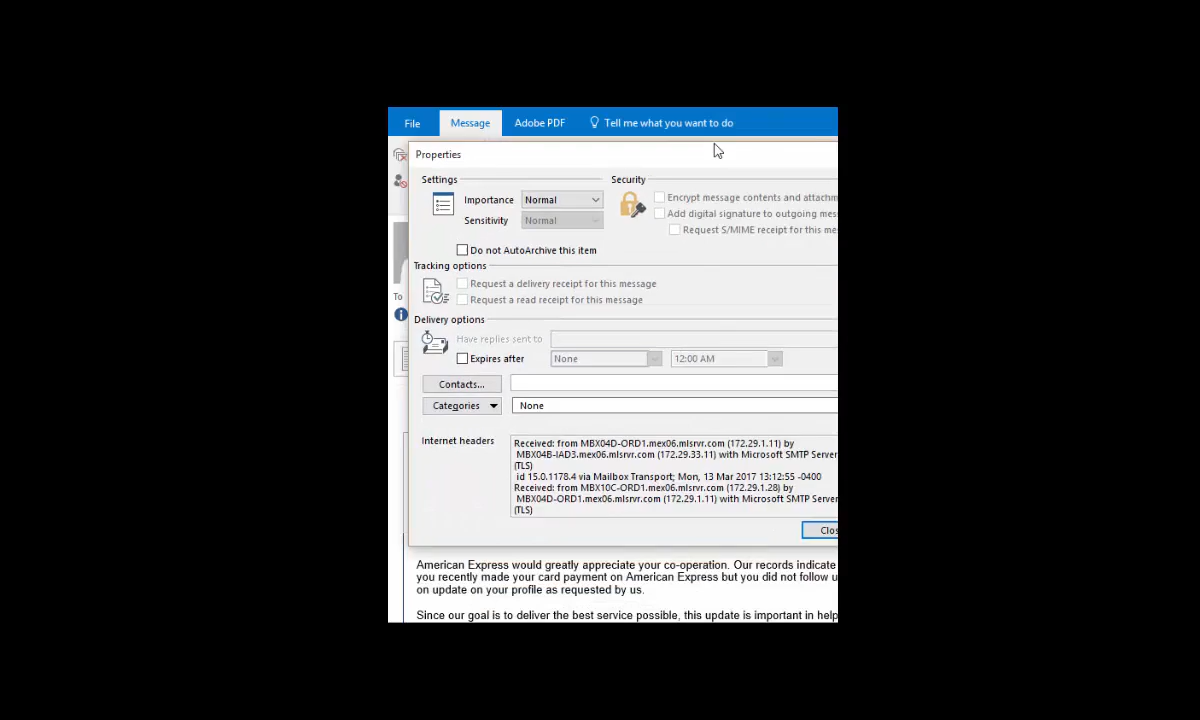 File Message Adobe PDF Tell me what you want to do
Properties
Settings Security
Importance Normal Encrypt message contents and attachm
Sensitivity Normal Add digital signature to outgoing mes
Request S/MIME receipt for this me
Do not AutoArchive this item
Tracking options
Request a delivery receipt for this message
Request a read receipt for this message
To
Delivery options
Have replies sent to
Expires after None 12:00 AM
Contacts...
Categories None
Internet headers
Received: from MBX04D-ORD1.mex06.mlsrvr.com (172.29.1.11) by
MBX04B-IAD3.mex06.mlsrvr.com (172.29.33.11) with Microsoft SMTP Server
(TLS)
id 15.0.1178.4 via Mailbox Transport; Mon, 13 Mar 2017 13:12:55 -0400
Received: from MBX10C-ORD1.mex06.mlsrvr.com (172.29.1.28) by
MBX04D-ORD1.mex06.mlsrvr.com (172.29.1.11) with Microsoft SMTP Server
(TLS)
Clos
American Express would greatly appreciate your co-operation. Our records indicate
you recently made your card payment on American Express but you did not follow u
on update on your profile as requested by us.
Since our goal is to deliver the best service possible, this update is important in help